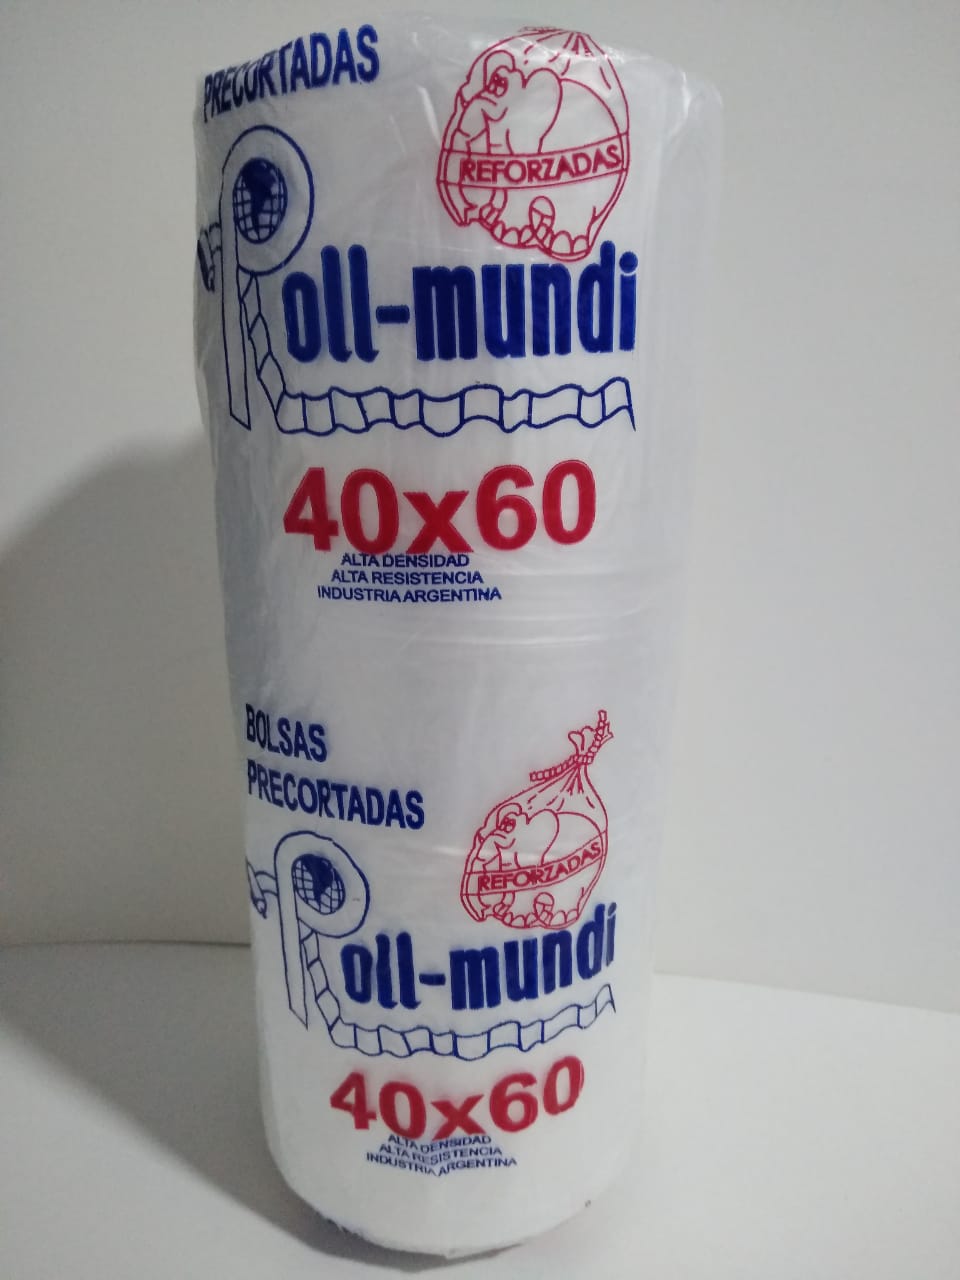 PRECORTADAS
REFORZADAS
Roll-mundi
40x60
ALTA DENSIDAD
ALTA RESISTENCIA
INDUSTRIA ARGENTINA
BOLSAS
PRECORTADAS
REFORZADAS
Roll-mundi
40x60
ALTA DENSIDAD
ALTA RESISTENCIA
INDUSTRIA ARGENTINA